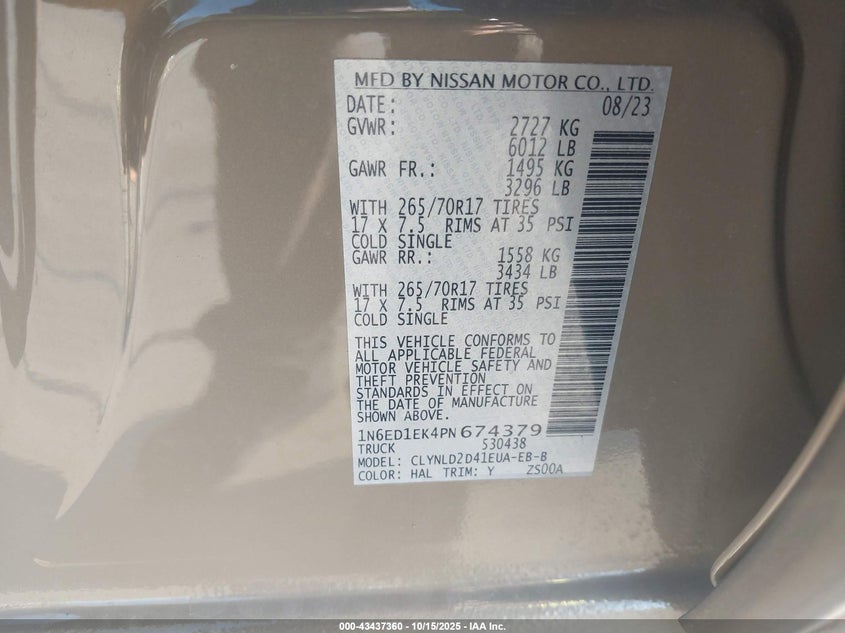 MFD BY NISSAN MOTOR CO., LTD.
DATE: 08/23
GVWR: 2727 KG
6012 LB
GAWR FR.: 1495 KG
3296 LB
WITH 265/70R17 TIRES
17 X 7.5 RIMS AT 35 PSI
COLD SINGLE
GAWR RR.: 1558 KG
3434 LB
WITH 265/70R17 TIRES
17 X 7.5 RIMS AT 35 PSI
COLD SINGLE
THIS VEHICLE CONFORMS TO
ALL APPLICABLE FEDERAL
MOTOR VEHICLE SAFETY AND
THEFT PREVENTION
STANDARDS IN EFFECT ON
THE DATE OF MANUFACTURE
SHOWN ABOVE.
1N6ED1EK4PN674379
TRUCK 530438
MODEL: CLYNLD2D41EUA-EB-B
COLOR: HAL TRIM: Y ZS00A
000-43437360 - 10/15/2025 - IAA Inc.